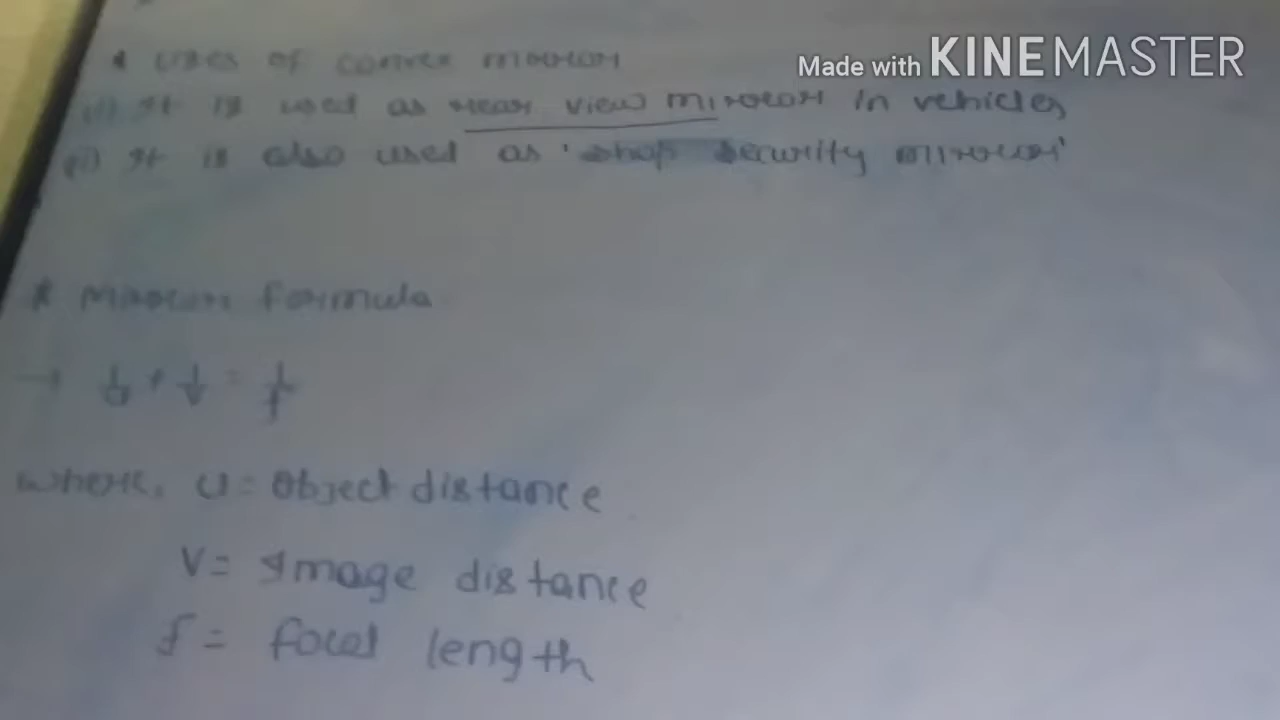 Made with KINEMASTER
* uses of convex mirror
(i) It is used as rear view mirror in vehicles
(ii) It is also used as 'shop security mirror'
* Mirror formula
→ 1/u + 1/v = 1/f
where, u = Object distance
v = Image distance
f = focal length